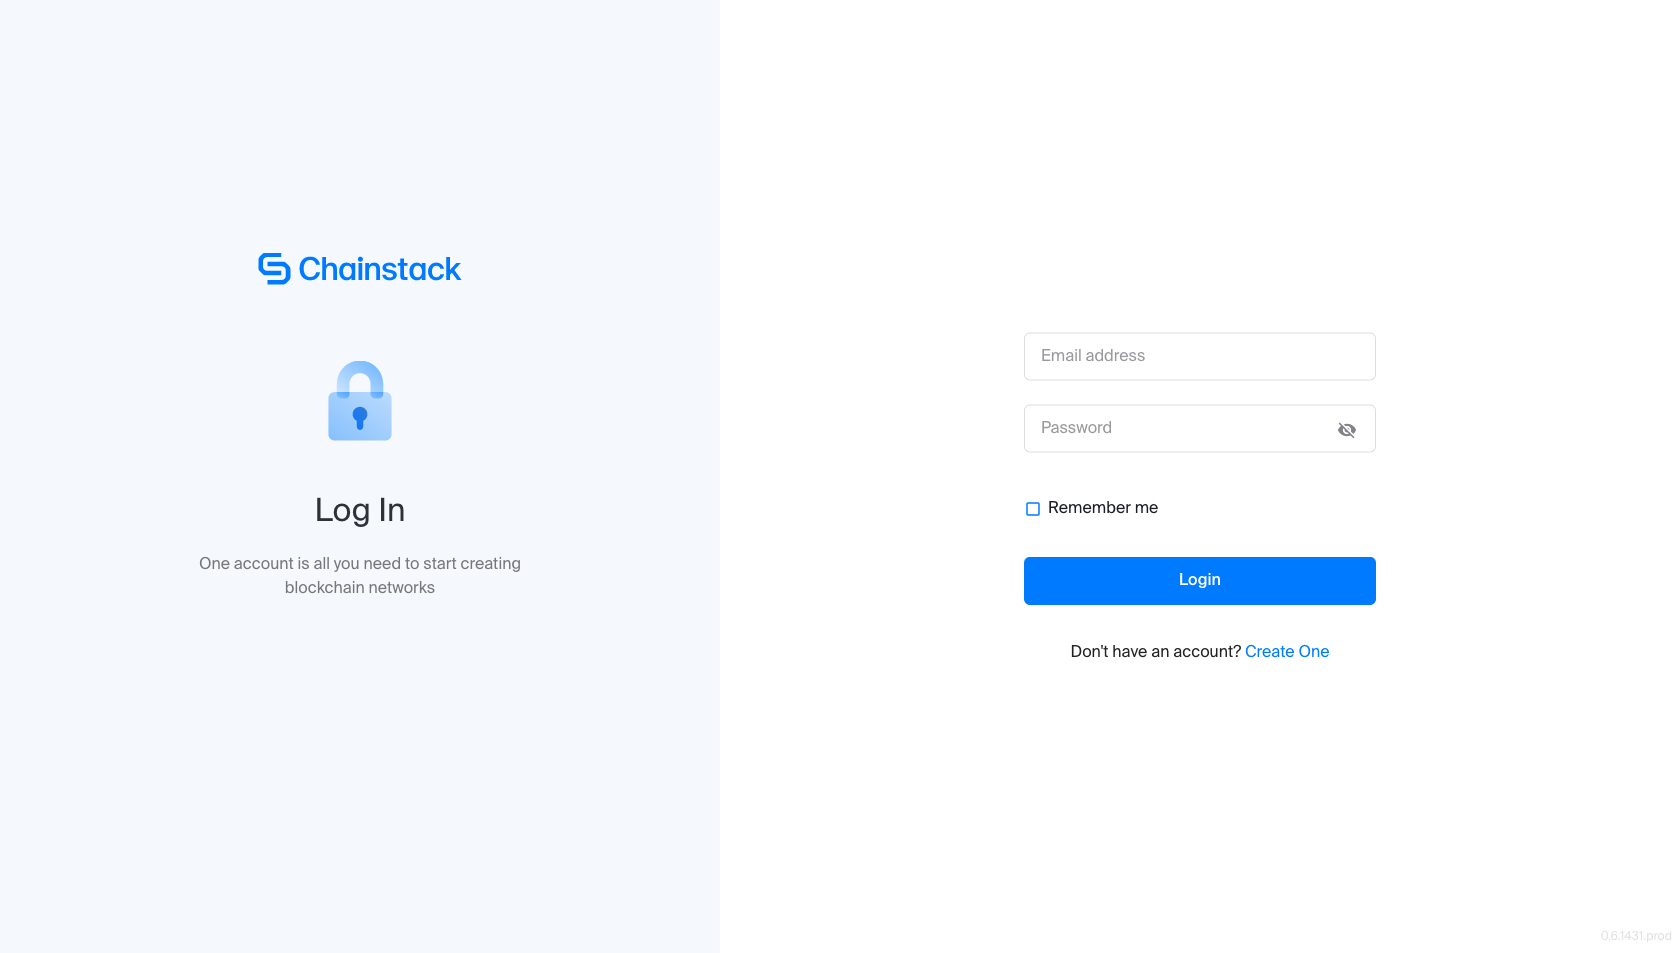 Chainstack
Log In
One account is all you need to start creating
blockchain networks
Email address
Password
Remember me
Login
Don't have an account? Create One
0.6.1431.prod